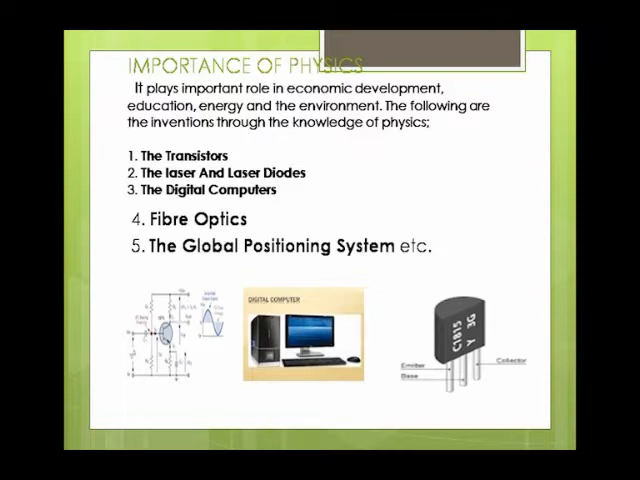 IMPORTANCE OF PHYSICS
It plays important role in economic development,
education, energy and the environment. The following are
the inventions through the knowledge of physics;
1. The Transistors
2. The laser And Laser Diodes
3. The Digital Computers
4. Fibre Optics
5. The Global Positioning System etc.
DIGITAL COMPUTER
C1815
Y 3G
Emitter
Base
Collector